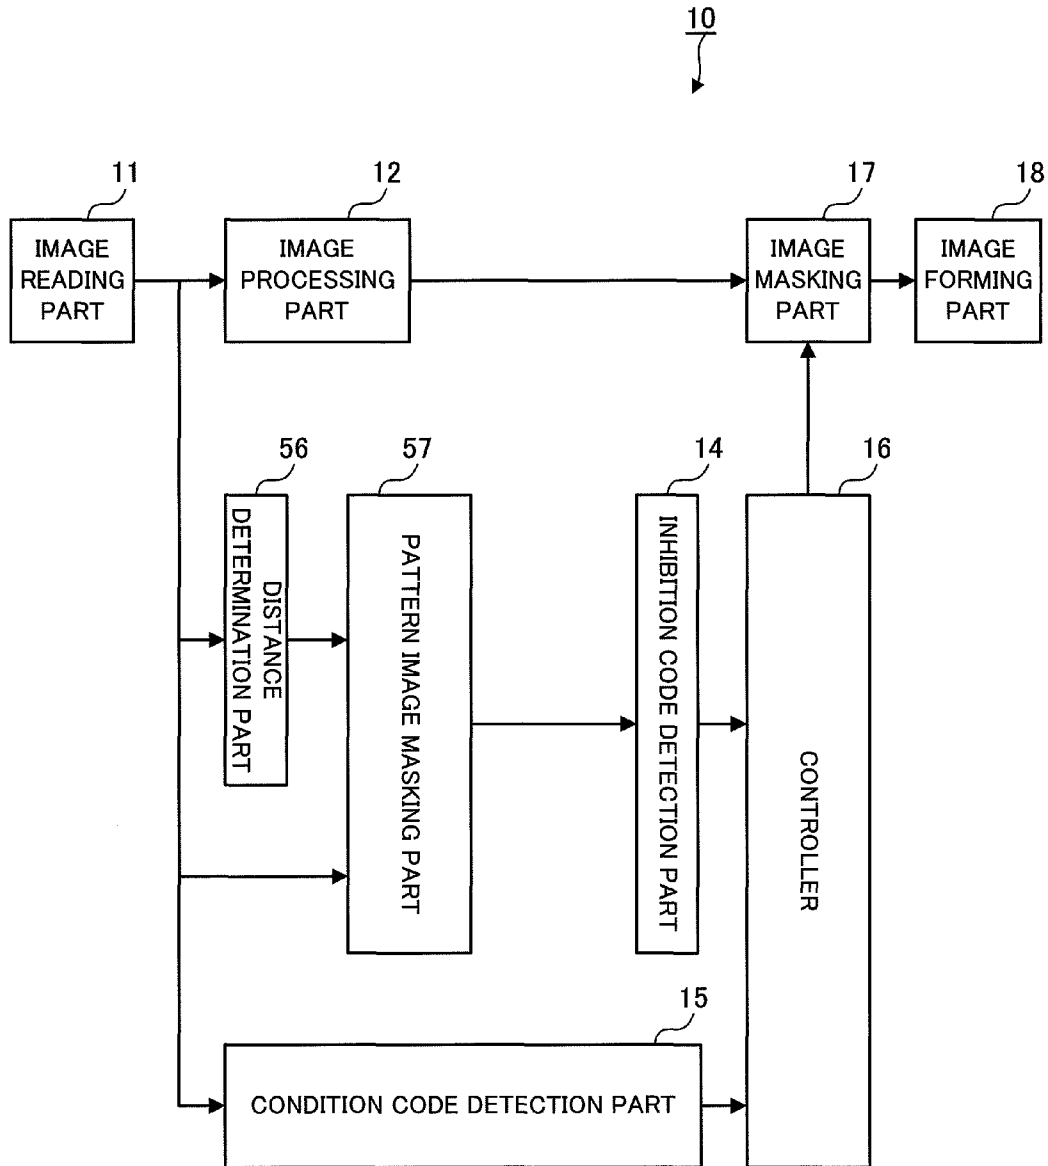 10
11
IMAGE
READING
PART
12
IMAGE
PROCESSING
PART
17
IMAGE
MASKING
PART
18
IMAGE
FORMING
PART
56
DISTANCE
DETERMINATION PART
57
PATTERN IMAGE MASKING PART
14
INHIBITION CODE DETECTION PART
16
CONTROLLER
15
CONDITION CODE DETECTION PART